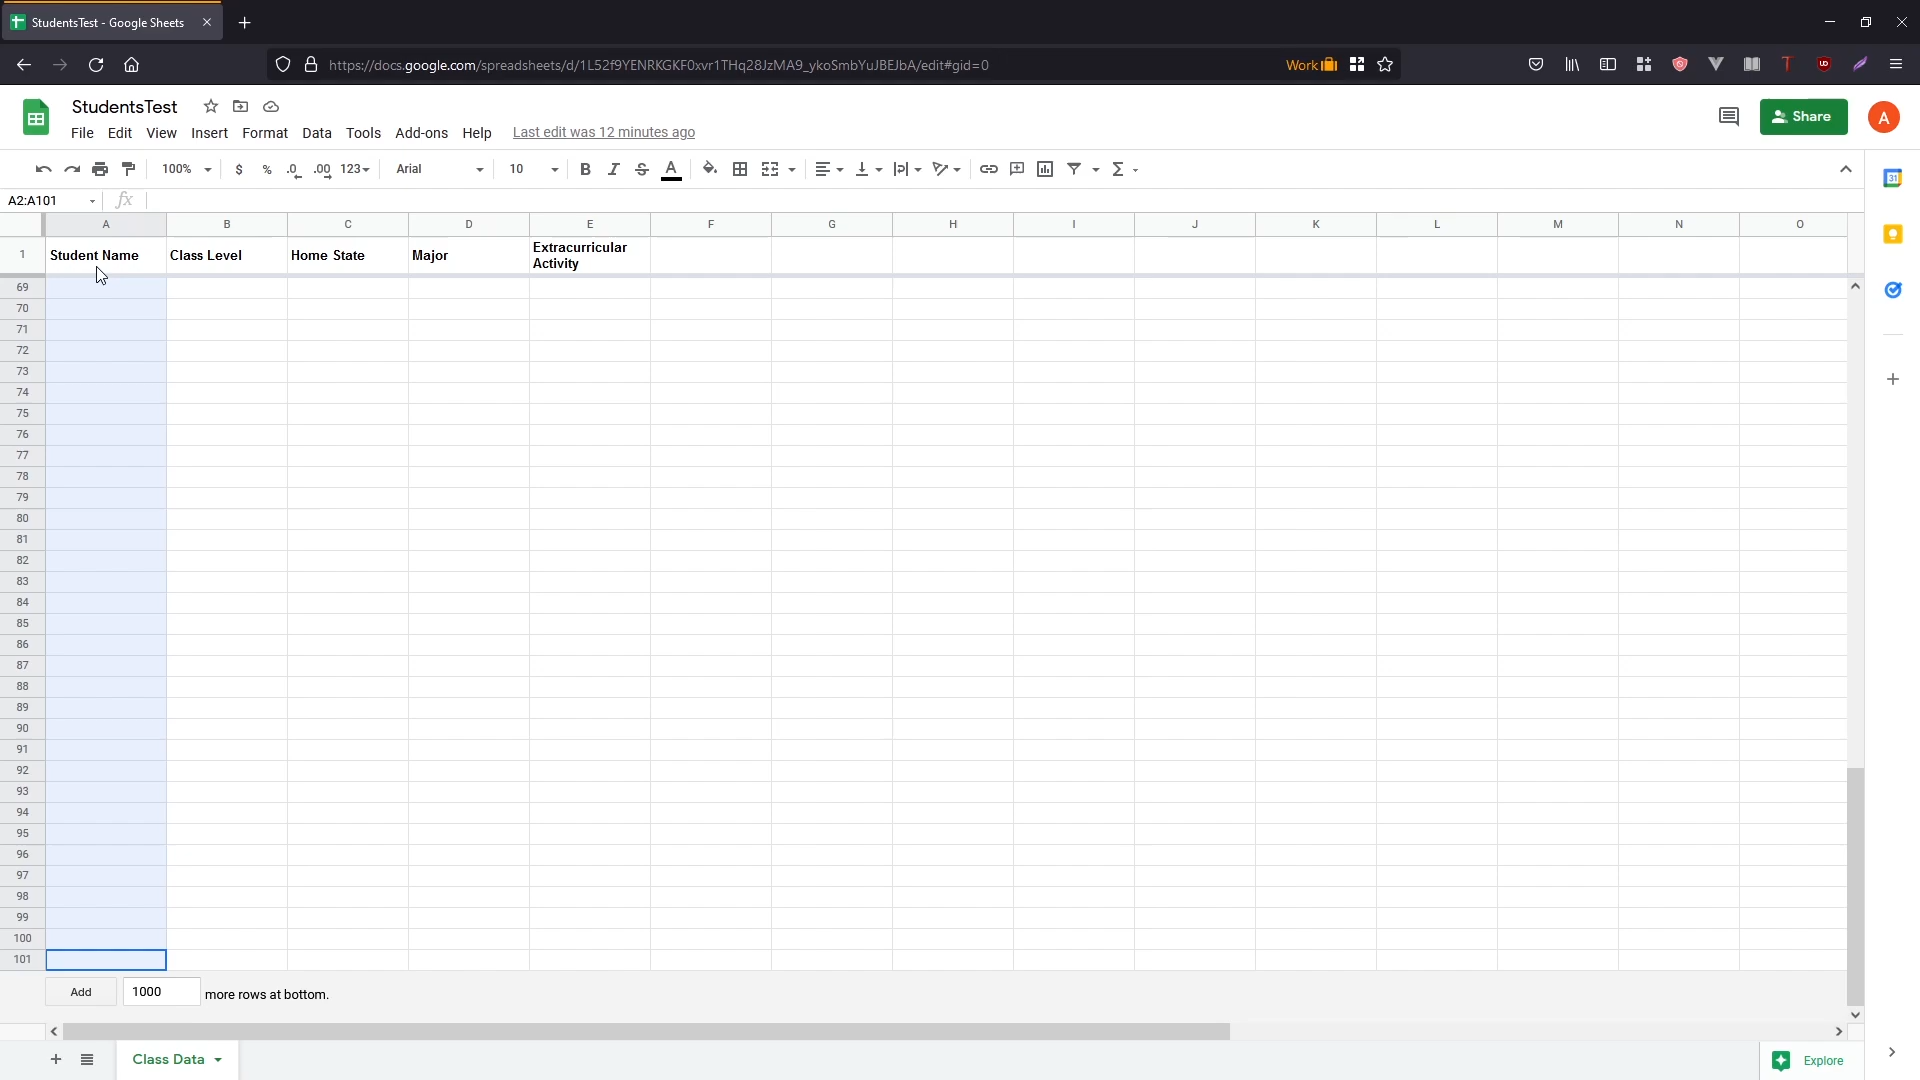 StudentsTest - Google Sheets
https://docs.google.com/spreadsheets/d/1L52f9YENRKGKF0xvr1THq28JzMA9_ykoSmbYuJBEJbA/edit#gid=0
Work
StudentsTest
File Edit View Insert Format Data Tools Add-ons Help Last edit was 12 minutes ago
Share
A
100% $ % .0 .00 123 Arial 10 B I S A
31
A2:A101 fx
A B C D E F G H I J K L M N O
1 Student Name Class Level Home State Major Extracurricular
Activity
69
70
71
72
73
74
75
76
77
78
79
80
81
82
83
84
85
86
87
88
89
90
91
92
93
94
95
96
97
98
99
100
101
Add 1000 more rows at bottom.
Class Data
Explore